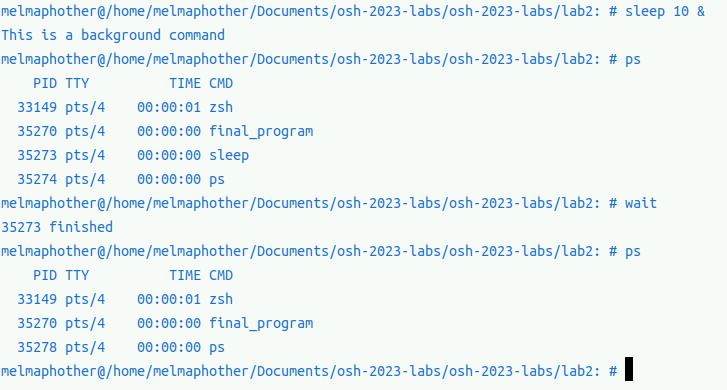 melmaphother@/home/melmaphother/Documents/osh-2023-labs/osh-2023-labs/lab2: # sleep 10 &
This is a background command
melmaphother@/home/melmaphother/Documents/osh-2023-labs/osh-2023-labs/lab2: # ps
    PID TTY          TIME CMD
  33149 pts/4    00:00:01 zsh
  35270 pts/4    00:00:00 final_program
  35273 pts/4    00:00:00 sleep
  35274 pts/4    00:00:00 ps
melmaphother@/home/melmaphother/Documents/osh-2023-labs/osh-2023-labs/lab2: # wait
35273 finished
melmaphother@/home/melmaphother/Documents/osh-2023-labs/osh-2023-labs/lab2: # ps
    PID TTY          TIME CMD
  33149 pts/4    00:00:01 zsh
  35270 pts/4    00:00:00 final_program
  35278 pts/4    00:00:00 ps
melmaphother@/home/melmaphother/Documents/osh-2023-labs/osh-2023-labs/lab2: #